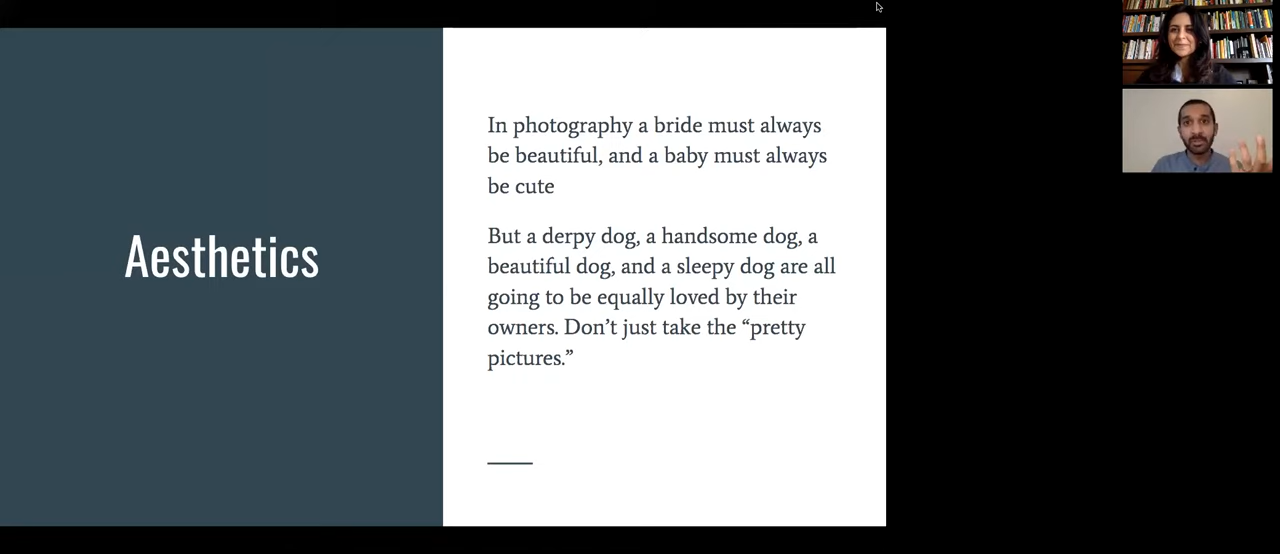 Aesthetics
In photography a bride must always
be beautiful, and a baby must always
be cute
But a derpy dog, a handsome dog, a
beautiful dog, and a sleepy dog are all
going to be equally loved by their
owners. Don’t just take the “pretty
pictures.”